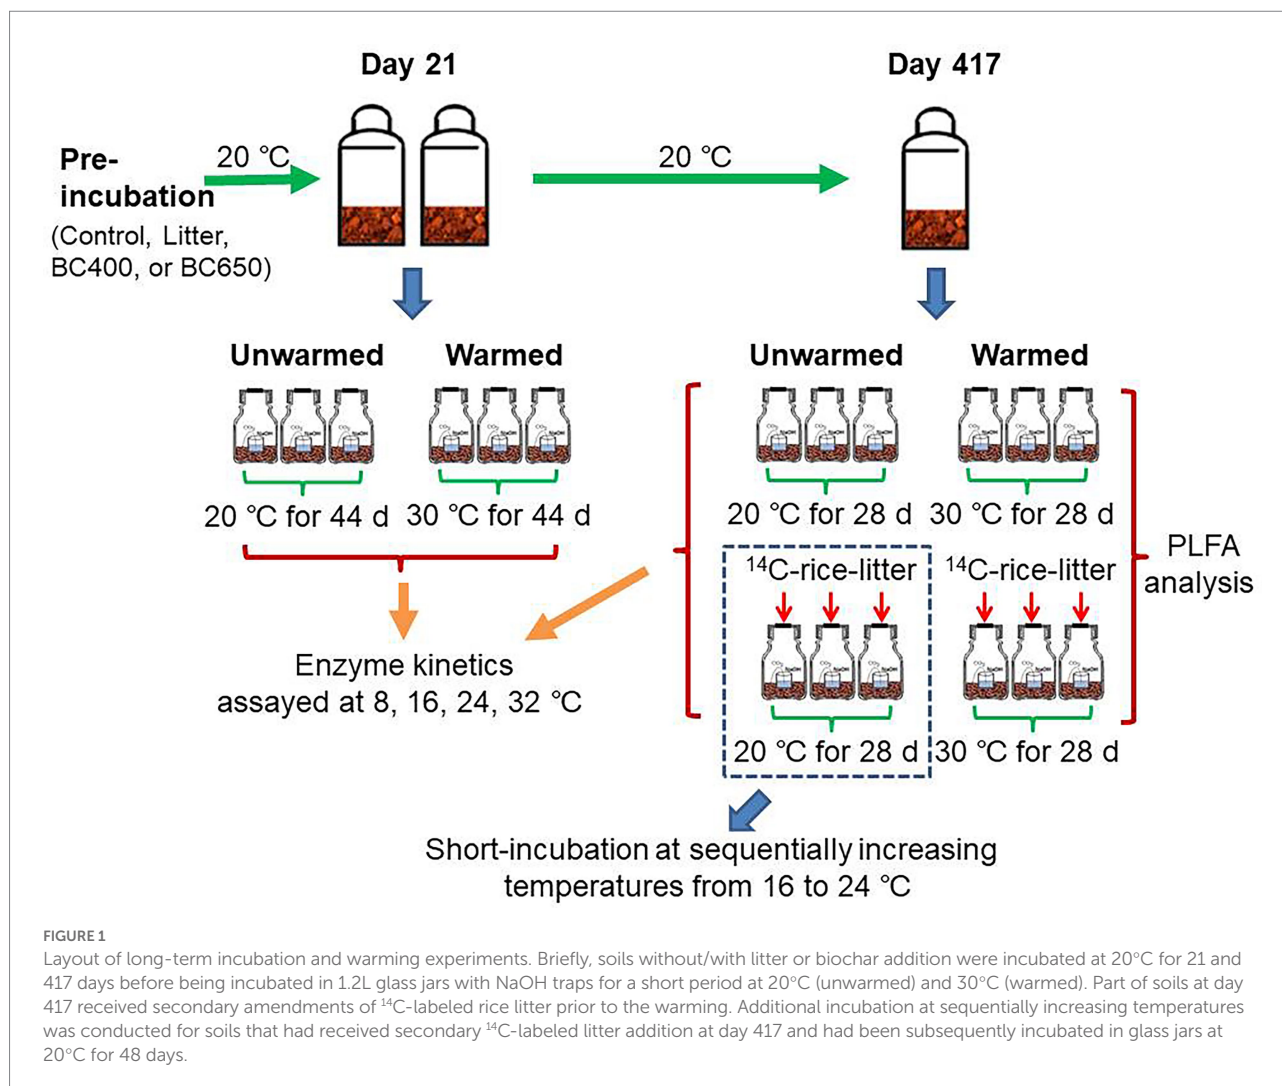 Day 21
Day 417
Pre-
incubation
(Control, Litter,
BC400, or BC650)
20 °C
20 °C
Unwarmed
Warmed
Unwarmed
Warmed
CO₂
NaOH
20 °C for 44 d
30 °C for 44 d
20 °C for 28 d
30 °C for 28 d
¹⁴C-rice-litter
¹⁴C-rice-litter
PLFA
analysis
Enzyme kinetics
assayed at 8, 16, 24, 32 °C
20 °C for 28 d
30 °C for 28 d
Short-incubation at sequentially increasing
temperatures from 16 to 24 °C
FIGURE 1
Layout of long-term incubation and warming experiments. Briefly, soils without/with litter or biochar addition were incubated at 20°C for 21 and
417 days before being incubated in 1.2L glass jars with NaOH traps for a short period at 20°C (unwarmed) and 30°C (warmed). Part of soils at day
417 received secondary amendments of ¹⁴C-labeled rice litter prior to the warming. Additional incubation at sequentially increasing temperatures
was conducted for soils that had received secondary ¹⁴C-labeled litter addition at day 417 and had been subsequently incubated in glass jars at
20°C for 48 days.